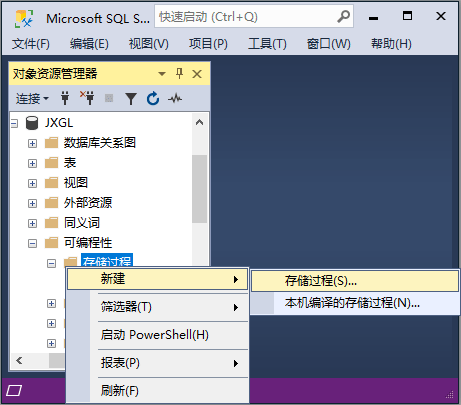 Microsoft SQL S...
快速启动 (Ctrl+Q)
文件(F) 编辑(E) 视图(V) 项目(P) 工具(T) 窗口(W) 帮助(H)
对象资源管理器
连接
JXGL
数据库关系图
表
视图
外部资源
同义词
可编程性
存储过程
新建
存储过程(S)...
筛选器(T)
本机编译的存储过程(N)...
启动 PowerShell(H)
报表(P)
刷新(F)